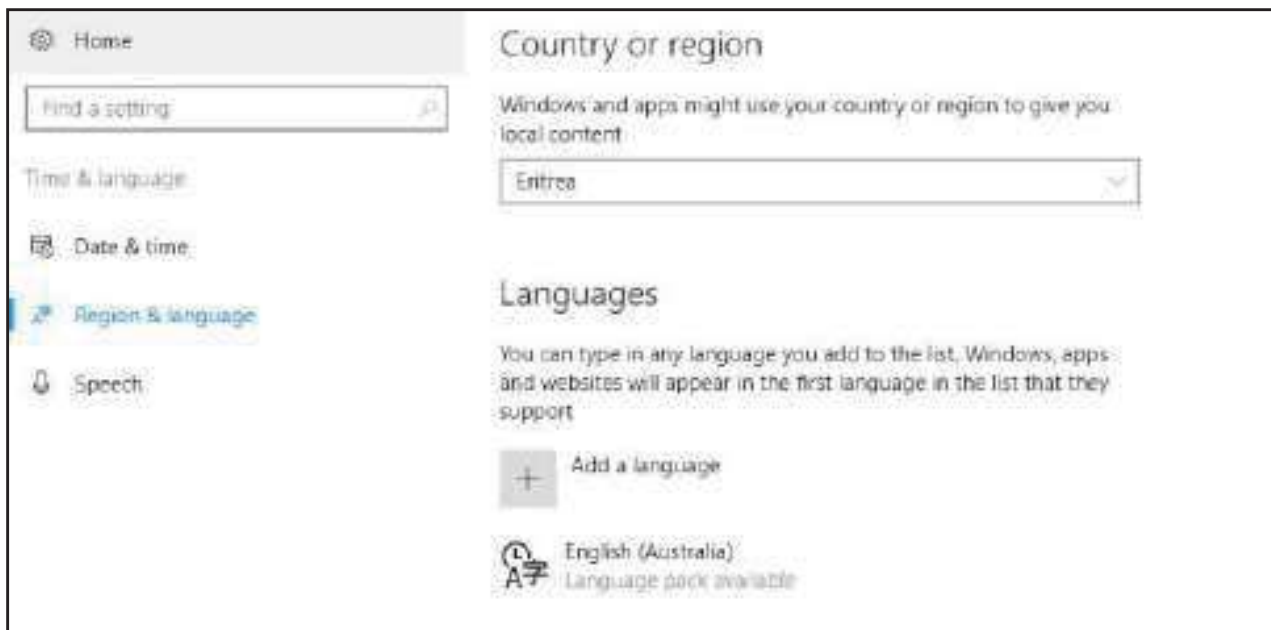 Home
Find a setting
Time & language
Date & time
Region & language
Speech
Country or region
Windows and apps might use your country or region to give you
local content
Eritrea
Languages
You can type in any language you add to the list. Windows, apps
and websites will appear in the first language in the list that they
support
Add a language
English (Australia)
Language pack available